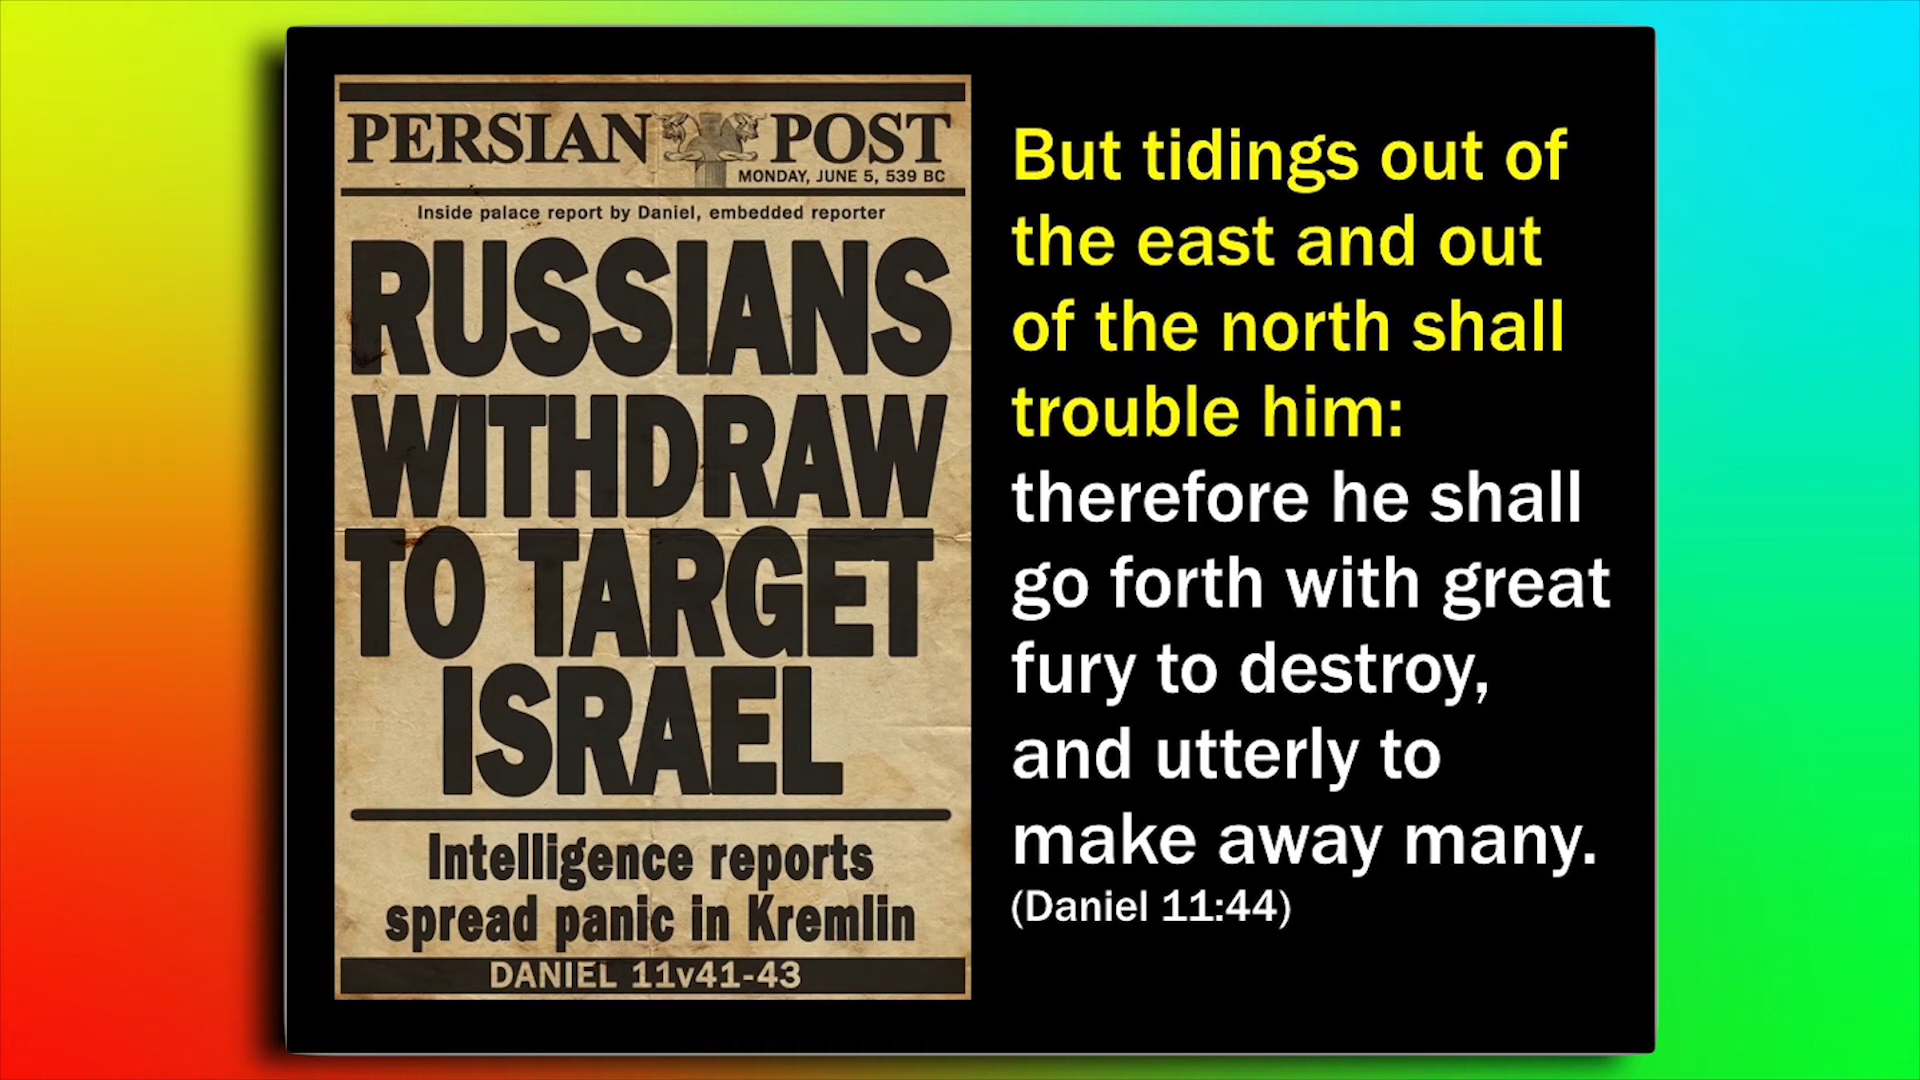 PERSIAN POST
MONDAY, JUNE 5, 539 BC
Inside palace report by Daniel, embedded reporter
RUSSIANS
WITHDRAW
TO TARGET
ISRAEL
Intelligence reports
spread panic in Kremlin
DANIEL 11v41-43
But tidings out of
the east and out
of the north shall
trouble him:
therefore he shall
go forth with great
fury to destroy,
and utterly to
make away many.
(Daniel 11:44)